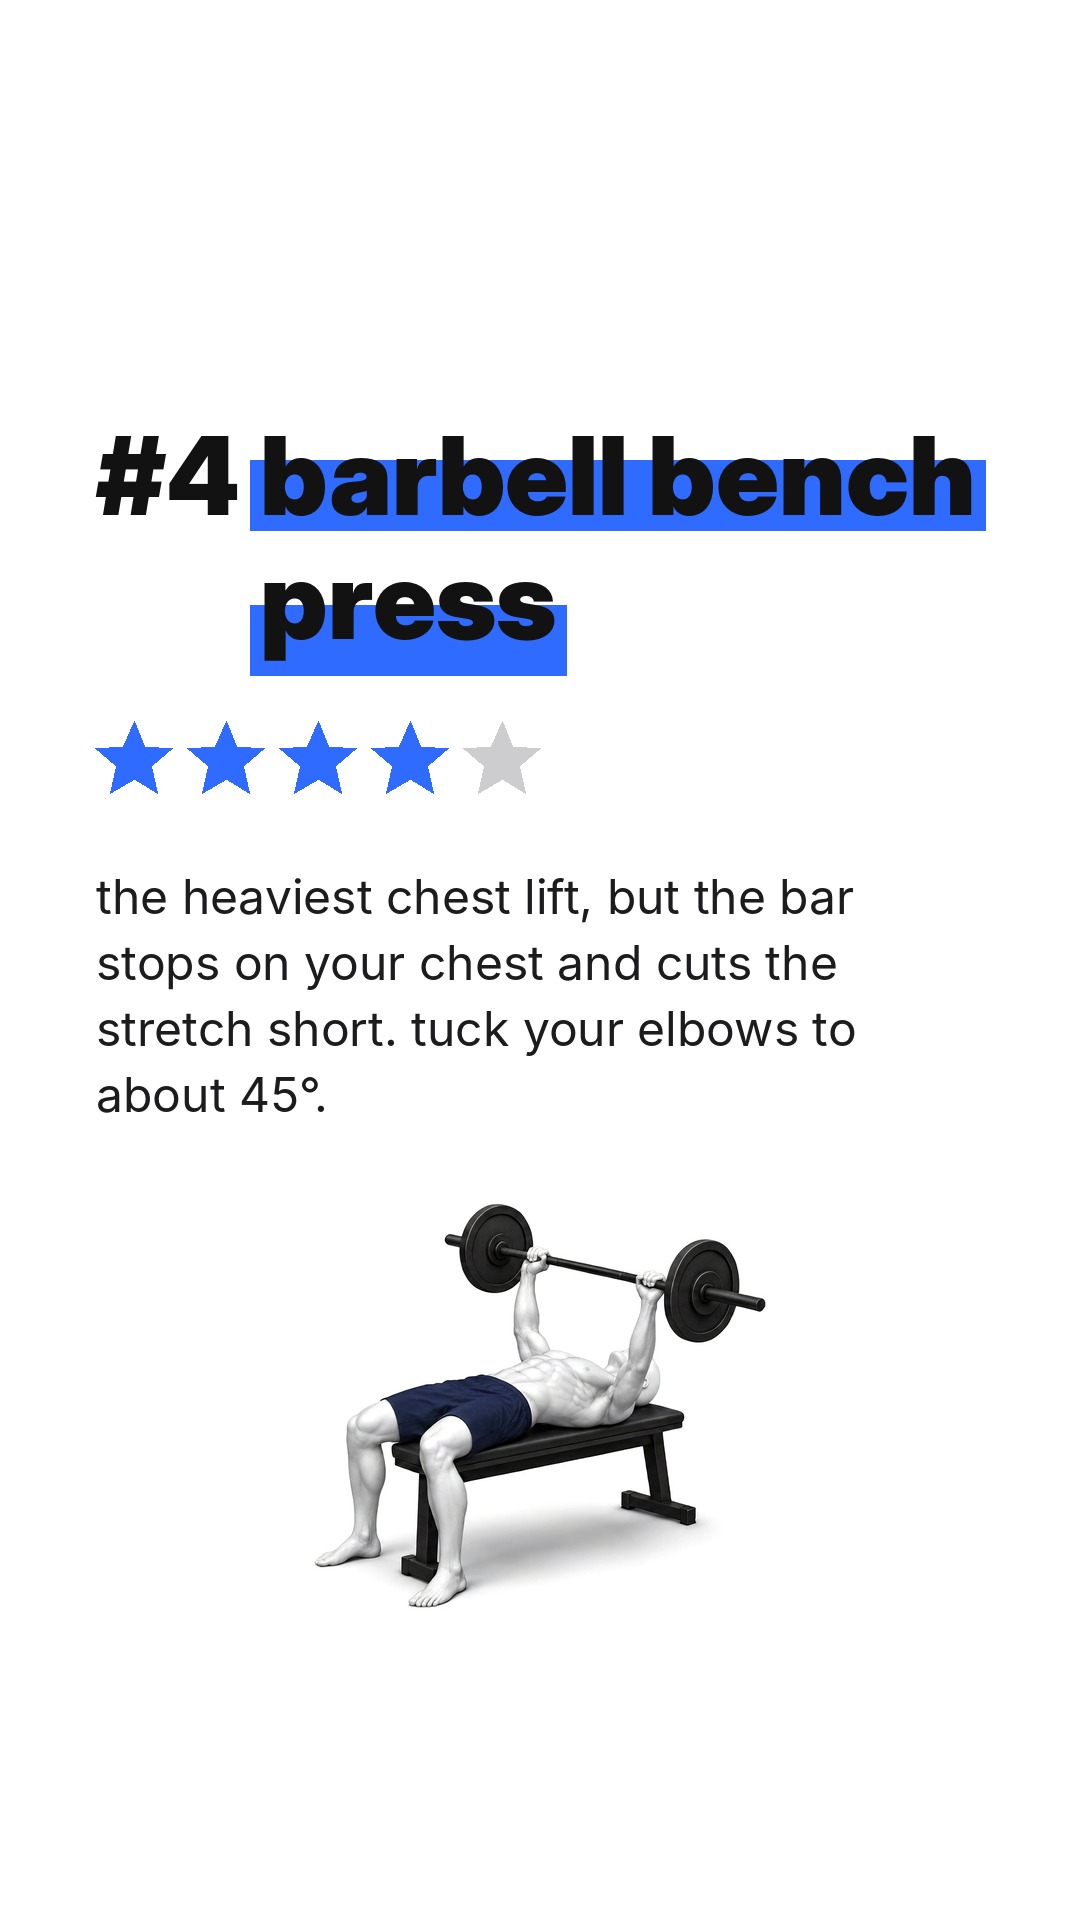 #4 barbell bench
press
the heaviest chest lift, but the bar
stops on your chest and cuts the
stretch short. tuck your elbows to
about 45°.